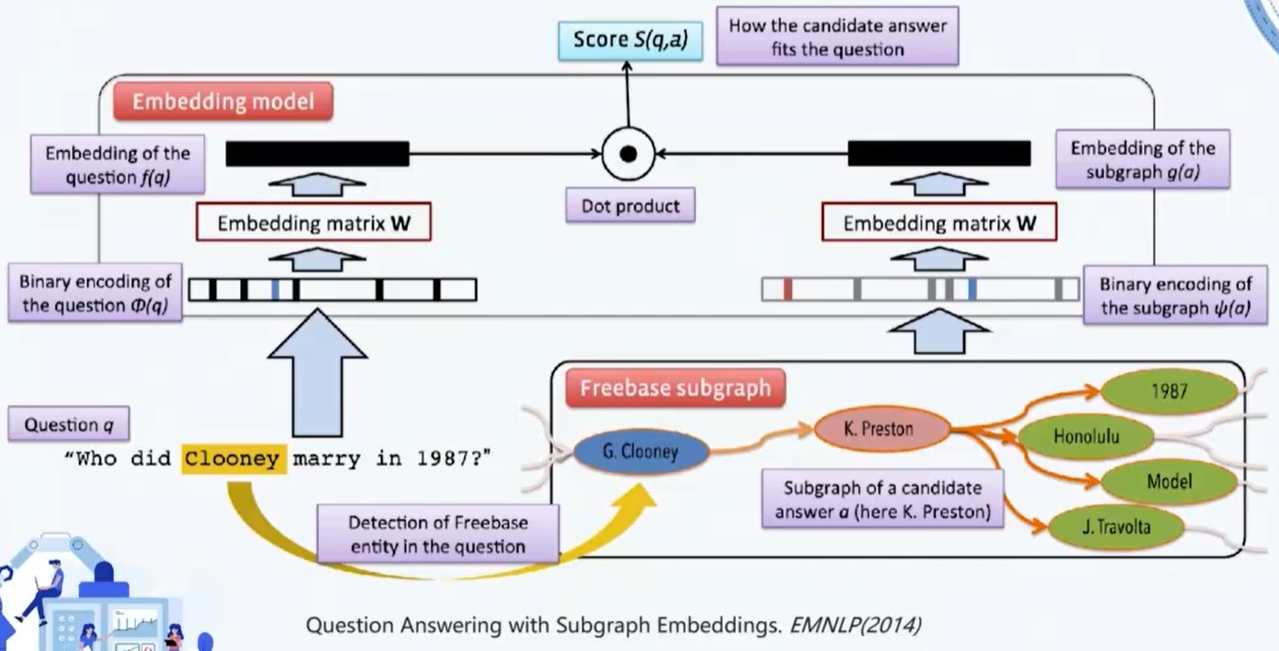 Score S(q,a)
How the candidate answer
fits the question
Embedding model
Embedding of the
question f(q)
Embedding of the
subgraph g(a)
Dot product
Embedding matrix W
Embedding matrix W
Binary encoding of
the question Φ(q)
Binary encoding of
the subgraph ψ(a)
Freebase subgraph
Question q
“Who did Clooney marry in 1987?”
G. Clooney
K. Preston
1987
Honolulu
Model
J. Travolta
Subgraph of a candidate
answer a (here K. Preston)
Detection of Freebase
entity in the question
Question Answering with Subgraph Embeddings. EMNLP(2014)